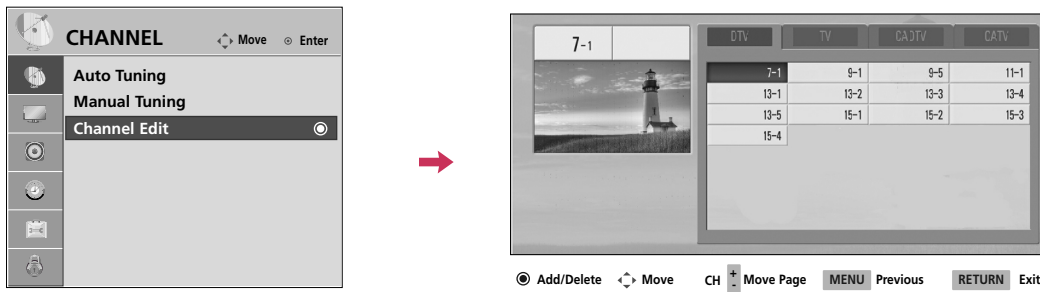 CHANNEL
Move
Enter
Auto Tuning
Manual Tuning
Channel Edit
7-1
DTV TV CADTV CATV
7-1 9-1 9-5 11-1
13-1 13-2 13-3 13-4
13-5 15-1 15-2 15-3
15-4
Add/Delete Move CH + - Move Page MENU Previous RETURN Exit